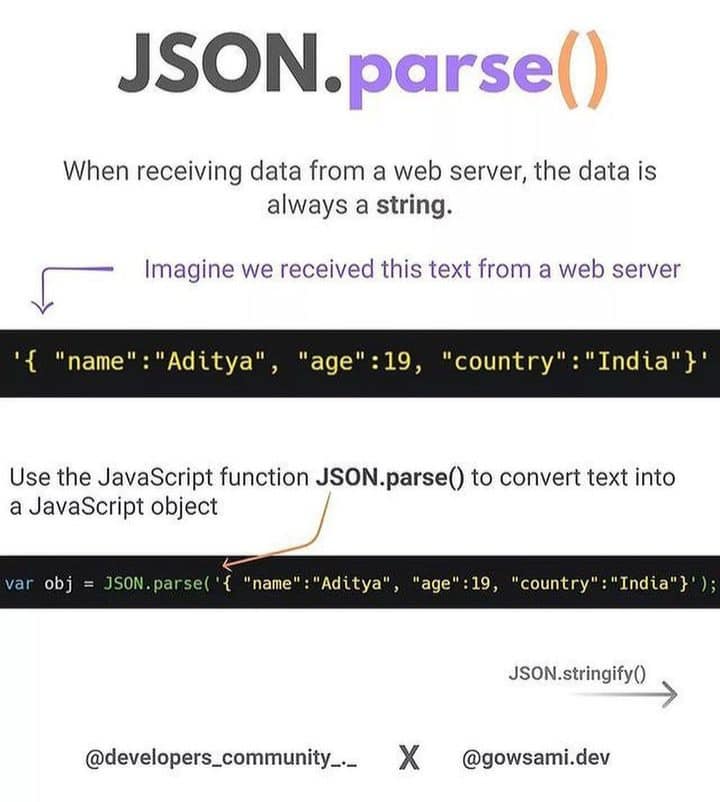 JSON.parse()
When receiving data from a web server, the data is
always a string.
Imagine we received this text from a web server
'{ "name":"Aditya", "age":19, "country":"India"}'
Use the JavaScript function JSON.parse() to convert text into
a JavaScript object
var obj = JSON.parse('{ "name":"Aditya", "age":19, "country":"India"}');
JSON.stringify()
@developers_community_._ X @gowsami.dev